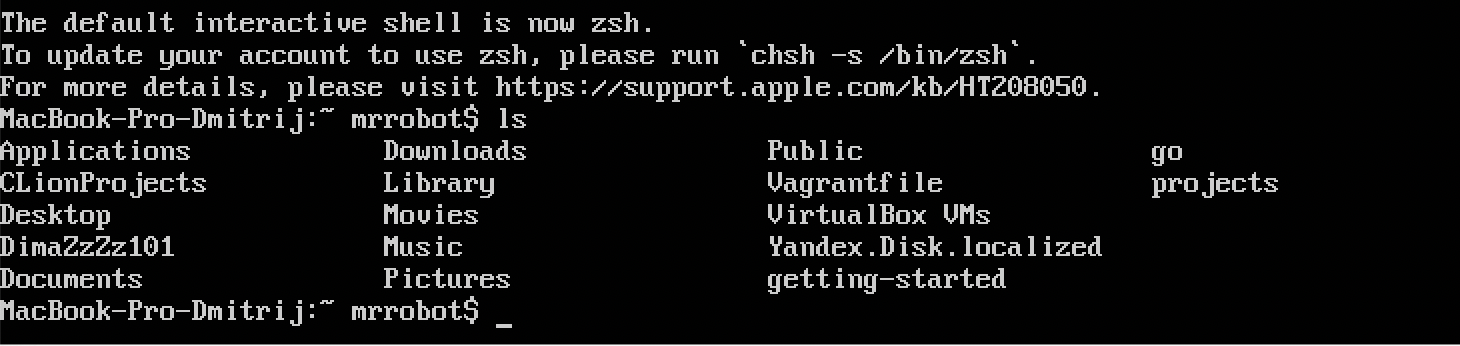 The default interactive shell is now zsh.
To update your account to use zsh, please run `chsh -s /bin/zsh`.
For more details, please visit https://support.apple.com/kb/HT208050.
MacBook-Pro-Dmitrij:~ mrrobot$ ls
Applications Downloads Public go
CLionProjects Library Vagrantfile projects
Desktop Movies VirtualBox VMs
DimaZzZz101 Music Yandex.Disk.localized
Documents Pictures getting-started
MacBook-Pro-Dmitrij:~ mrrobot$ _